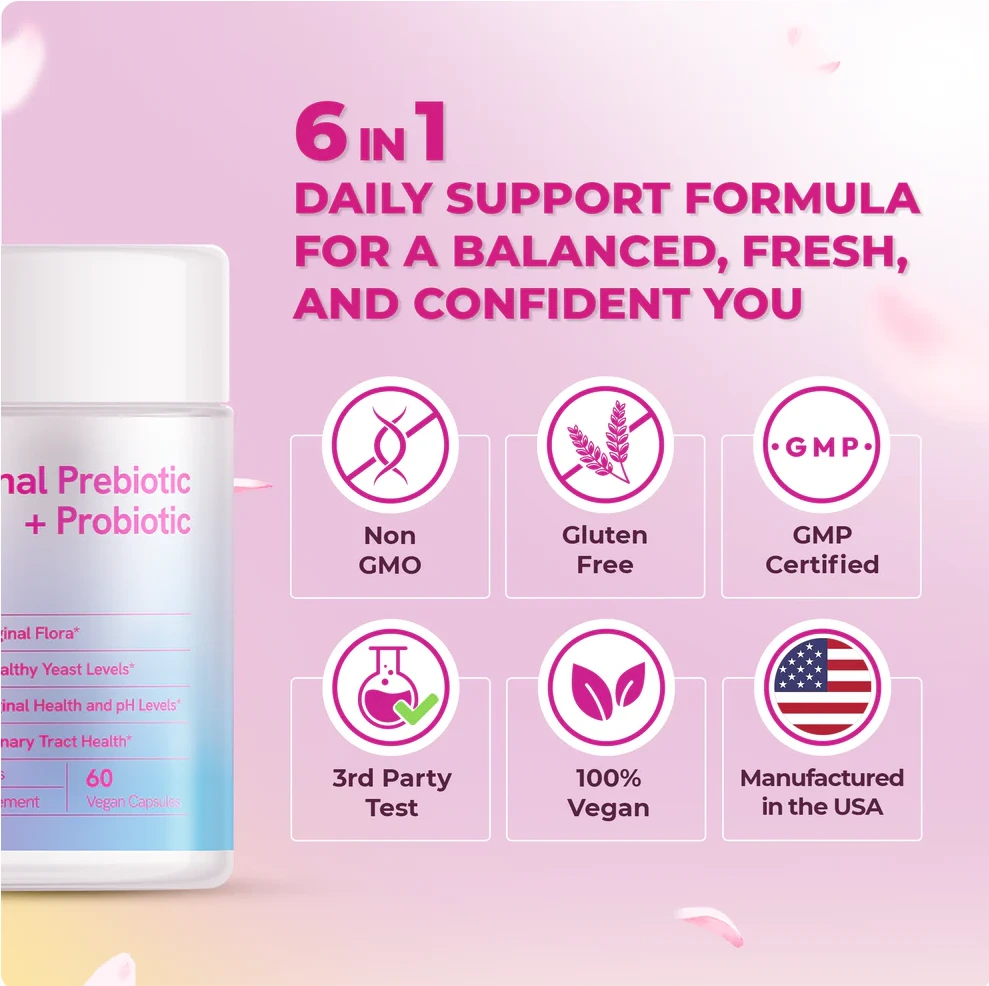 6 IN 1
DAILY SUPPORT FORMULA
FOR A BALANCED, FRESH,
AND CONFIDENT YOU
nal Prebiotic
+ Probiotic
ginal Flora*
althy Yeast Levels*
ginal Health and pH Levels*
nary Tract Health*
s
ement
60
Vegan Capsules
Non
GMO
Gluten
Free
·GMP·
GMP
Certified
3rd Party
Test
100%
Vegan
Manufactured
in the USA